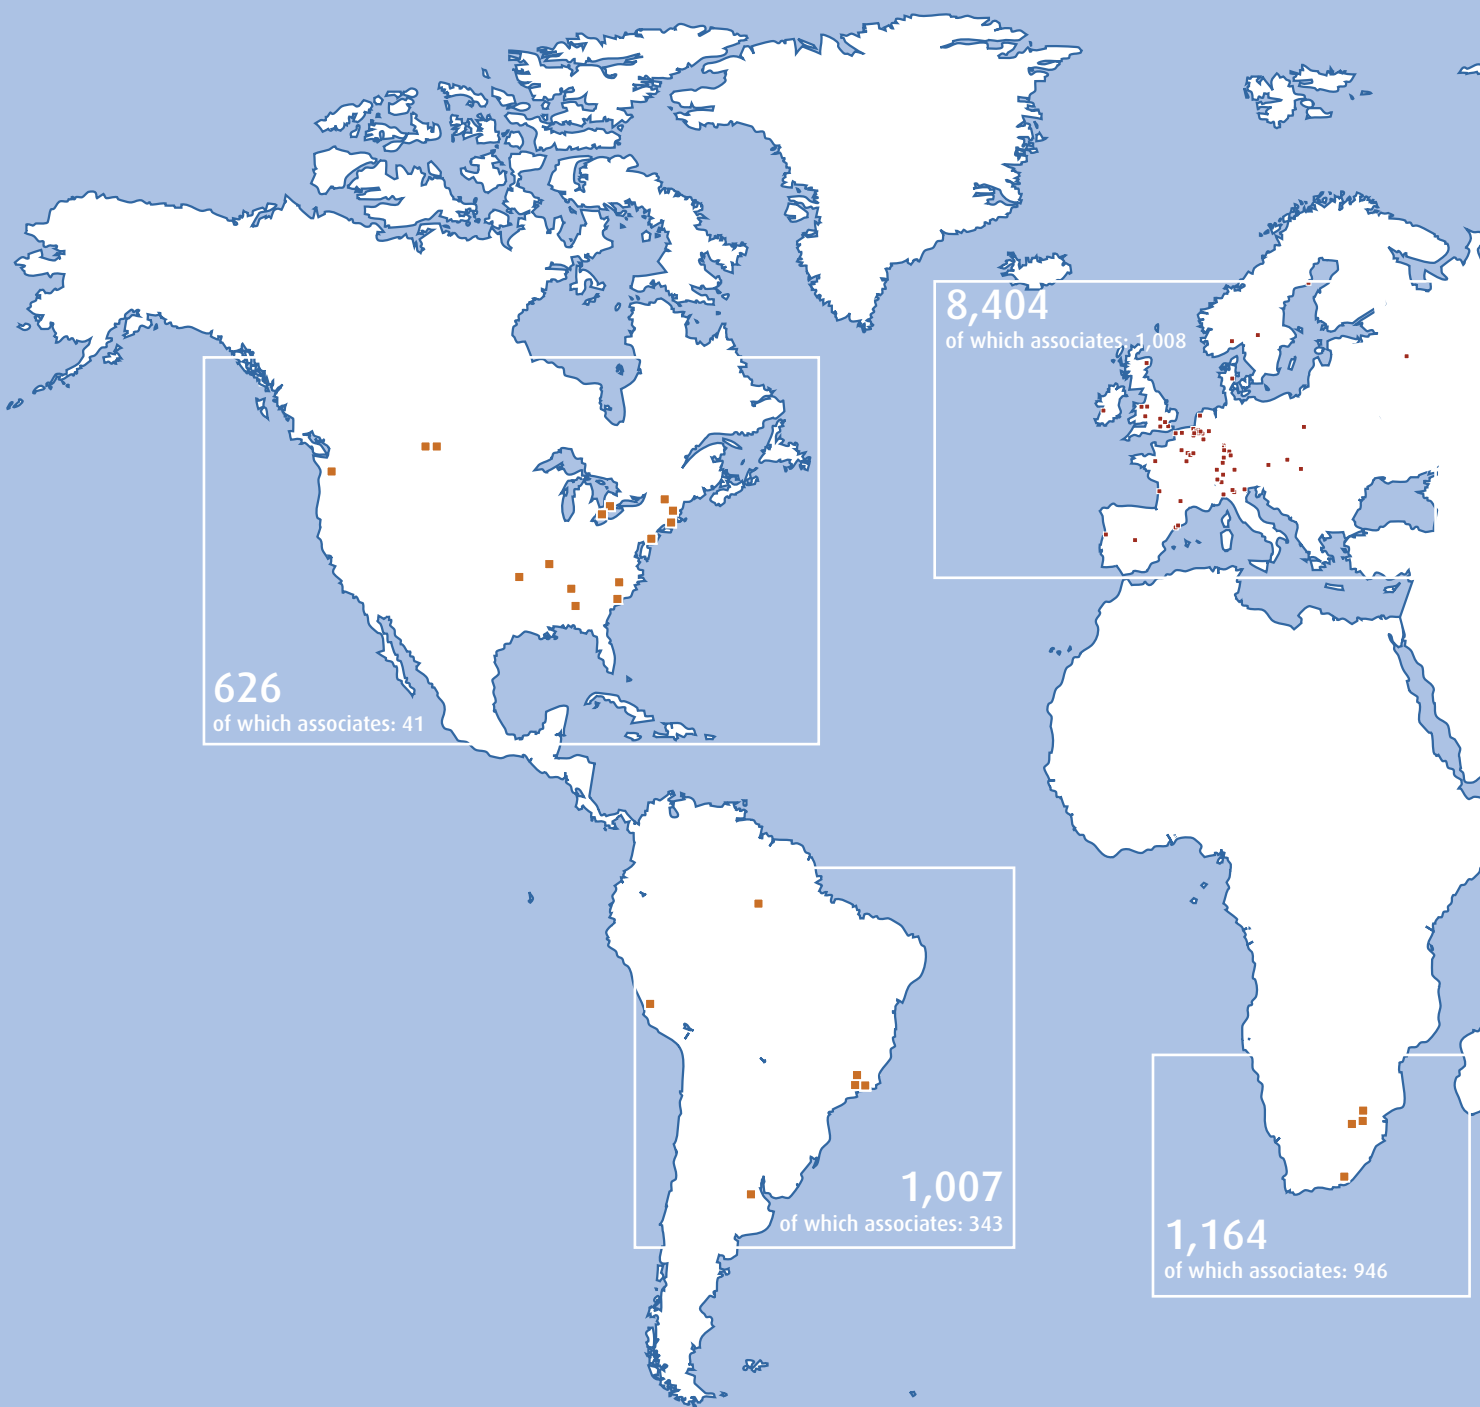 8,404
of which associates: 1,008
626
of which associates: 41
1,007
of which associates: 343
1,164
of which associates: 946